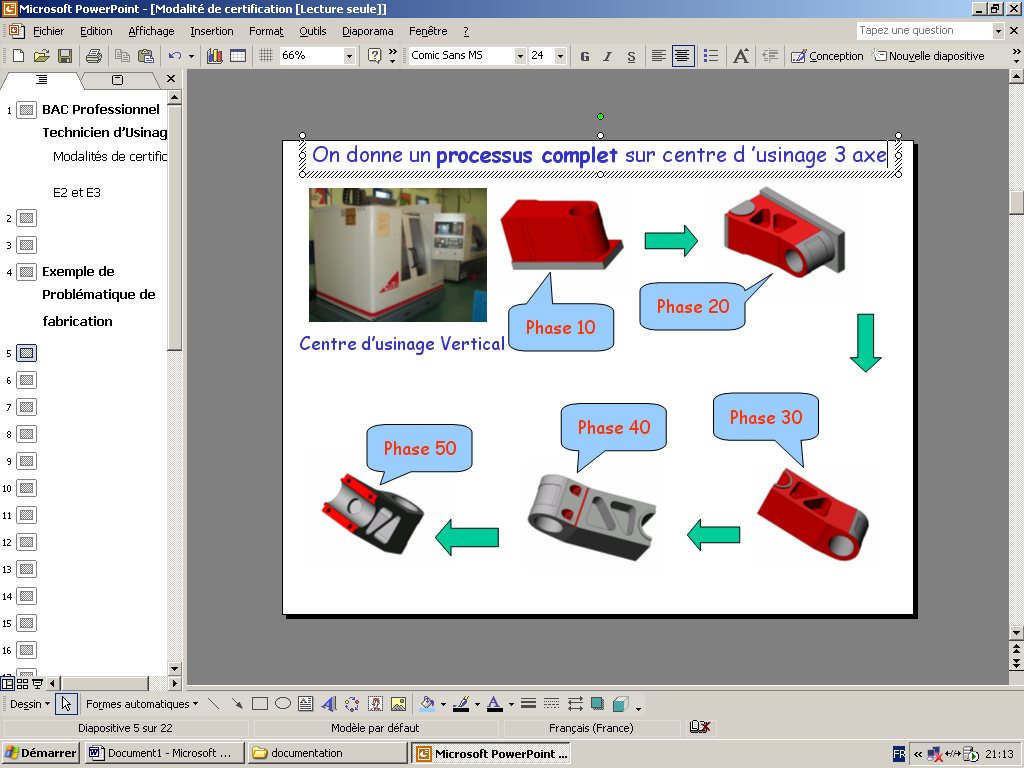 Microsoft PowerPoint - [Modalité de certification [Lecture seule]]
Fichier Edition Affichage Insertion Format Outils Diaporama Fenêtre ? Tapez une question
66% Comic Sans MS 24 G I S Conception Nouvelle diapositive
1 BAC Professionnel
Technicien d'Usinag
Modalités de certific
E2 et E3
2
3
4 Exemple de
Problématique de
fabrication
5
6
7
8
9
10
11
12
13
14
15
16
On donne un processus complet sur centre d 'usinage 3 axe
Phase 10
Phase 20
Centre d'usinage Vertical
Phase 30
Phase 40
Phase 50
Dessin Formes automatiques
Diapositive 5 sur 22 Modèle par défaut Français (France)
Démarrer Document1 - Microsoft ... documentation Microsoft PowerPoint ... FR « 21:13